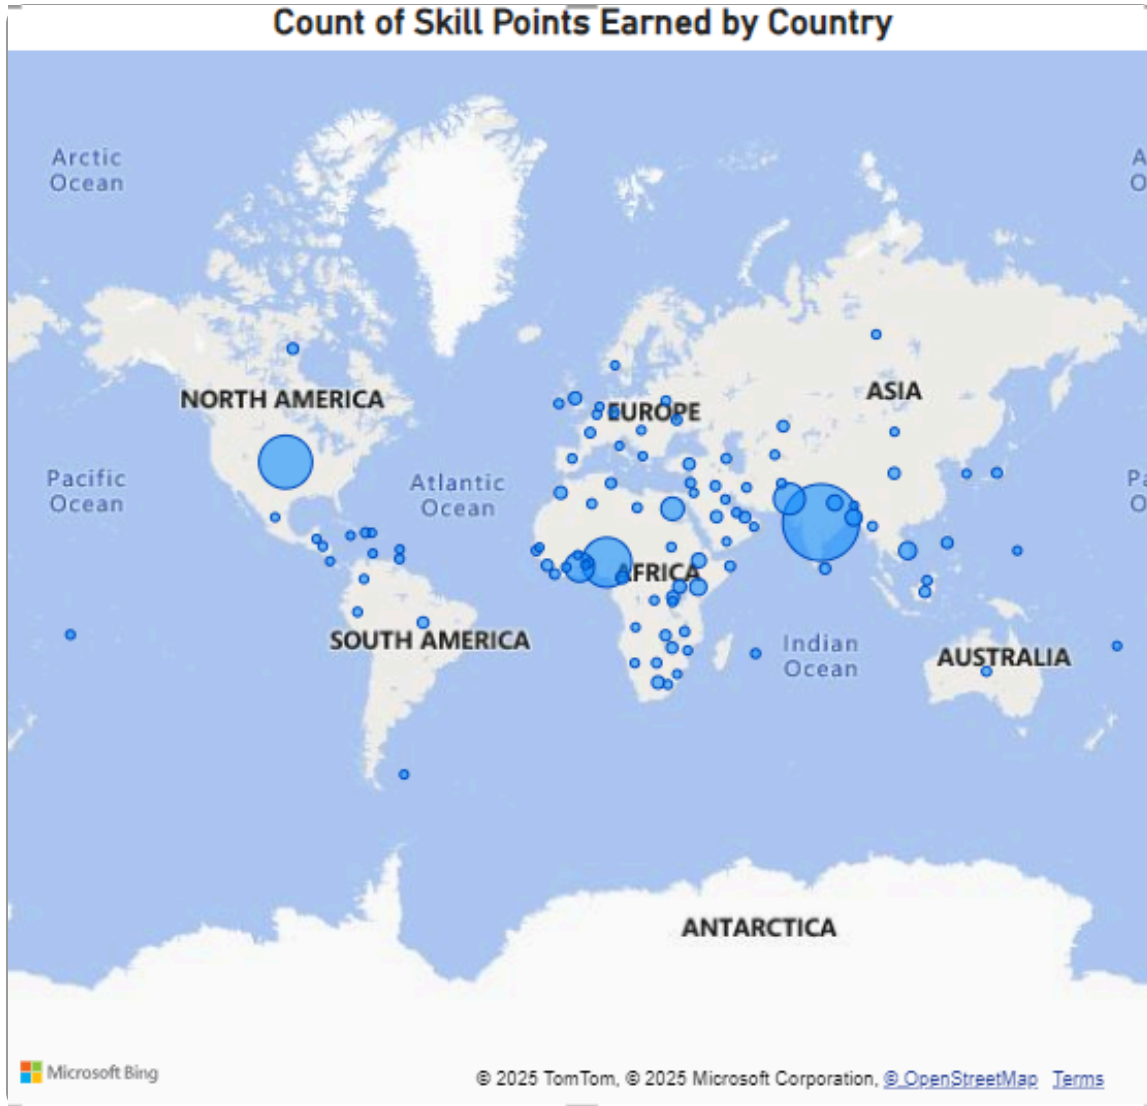 Count of Skill Points Earned by Country
Arctic
Ocean
A
O
NORTH AMERICA
EUROPE
ASIA
Pacific
Ocean
Atlantic
Ocean
Pa
AFRICA
SOUTH AMERICA
Indian
Ocean
AUSTRALIA
ANTARCTICA
Microsoft Bing
© 2025 TomTom, © 2025 Microsoft Corporation, © OpenStreetMap Terms